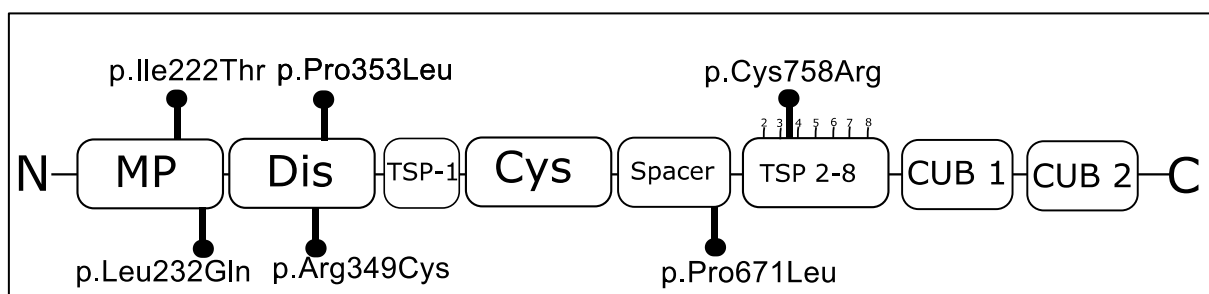 p.Ile222Thr p.Pro353Leu p.Cys758Arg
2 3 4 5 6 7 8
N MP Dis TSP-1 Cys Spacer TSP 2-8 CUB 1 CUB 2 C
p.Leu232Gln p.Arg349Cys p.Pro671Leu